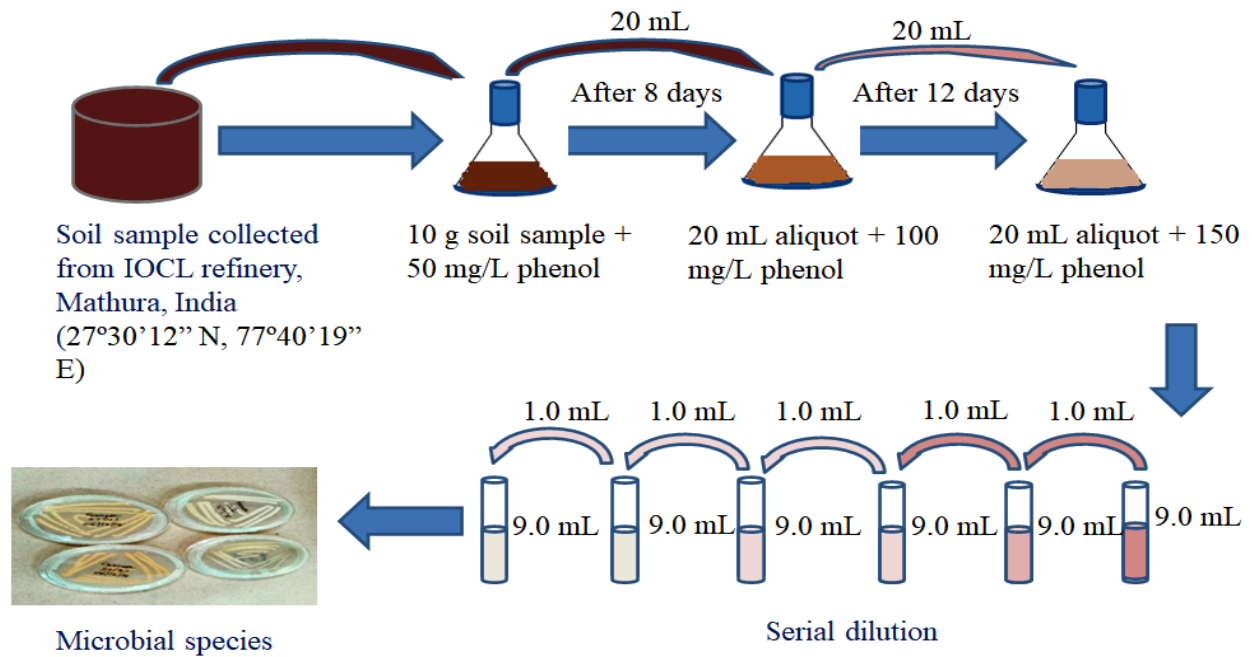 20 mL
20 mL
After 8 days
After 12 days
Soil sample collected
from IOCL refinery,
Mathura, India
(27º30’12” N, 77º40’19”
E)
10 g soil sample +
50 mg/L phenol
20 mL aliquot + 100
mg/L phenol
20 mL aliquot + 150
mg/L phenol
1.0 mL
1.0 mL
1.0 mL
1.0 mL
1.0 mL
9.0 mL
9.0 mL
9.0 mL
9.0 mL
9.0 mL
9.0 mL
Microbial species
Serial dilution